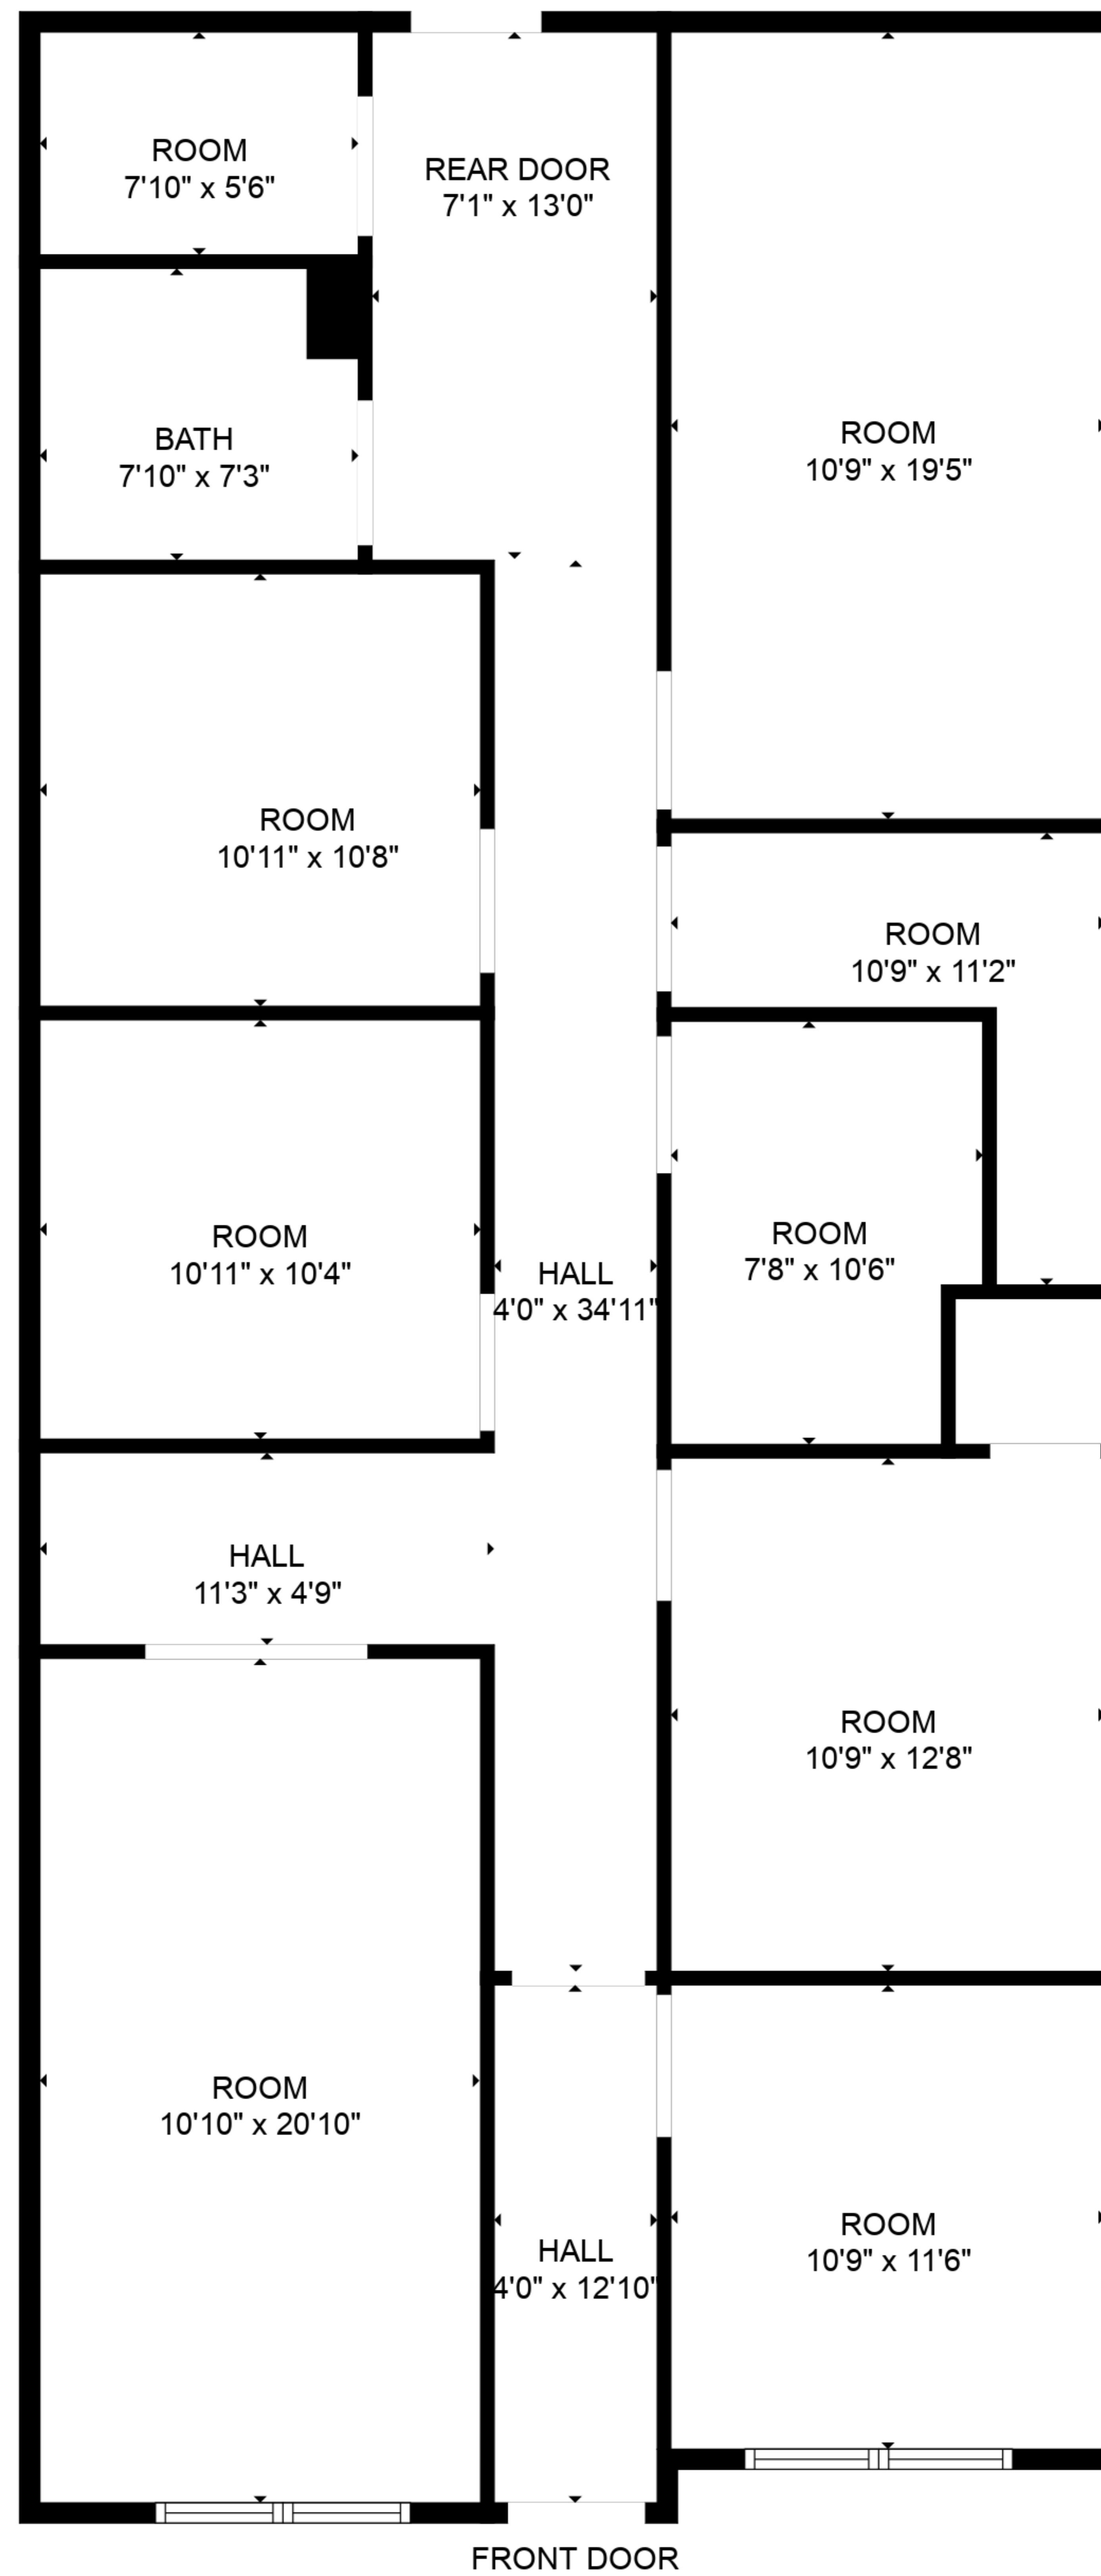 ROOM
7'10" x 5'6"
REAR DOOR
7'1" x 13'0"
BATH
7'10" x 7'3"
ROOM
10'9" x 19'5"
ROOM
10'11" x 10'8"
ROOM
10'9" x 11'2"
ROOM
10'11" x 10'4"
HALL
4'0" x 34'11"
ROOM
7'8" x 10'6"
HALL
11'3" x 4'9"
ROOM
10'9" x 12'8"
ROOM
10'10" x 20'10"
HALL
4'0" x 12'10"
ROOM
10'9" x 11'6"
FRONT DOOR